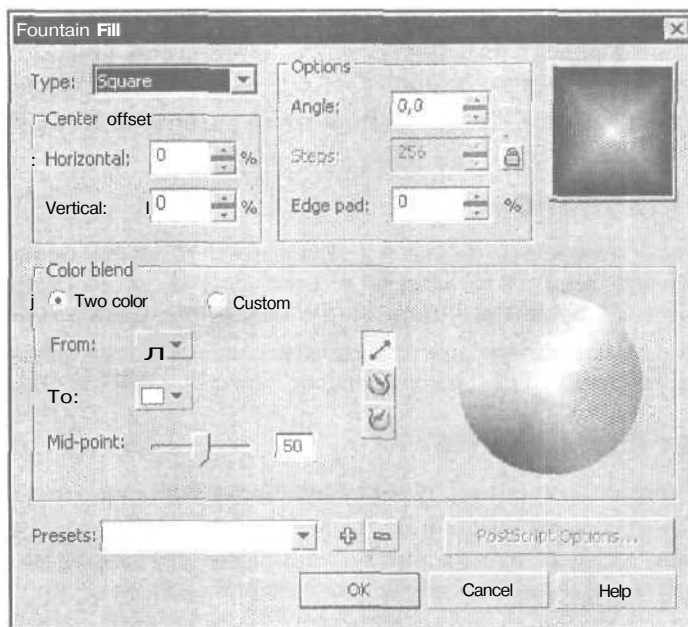 Fountain Fill
Type: Square
Options
Angle: 0,0
Center offset
: Horizontal: 0 %
Steps: 256
Vertical: l 0 %
Edge pad: 0 %
Color blend
j Two color Custom
From: л
To:
Mid-point: 50
Presets:
PostScript Options...
OK Cancel Help